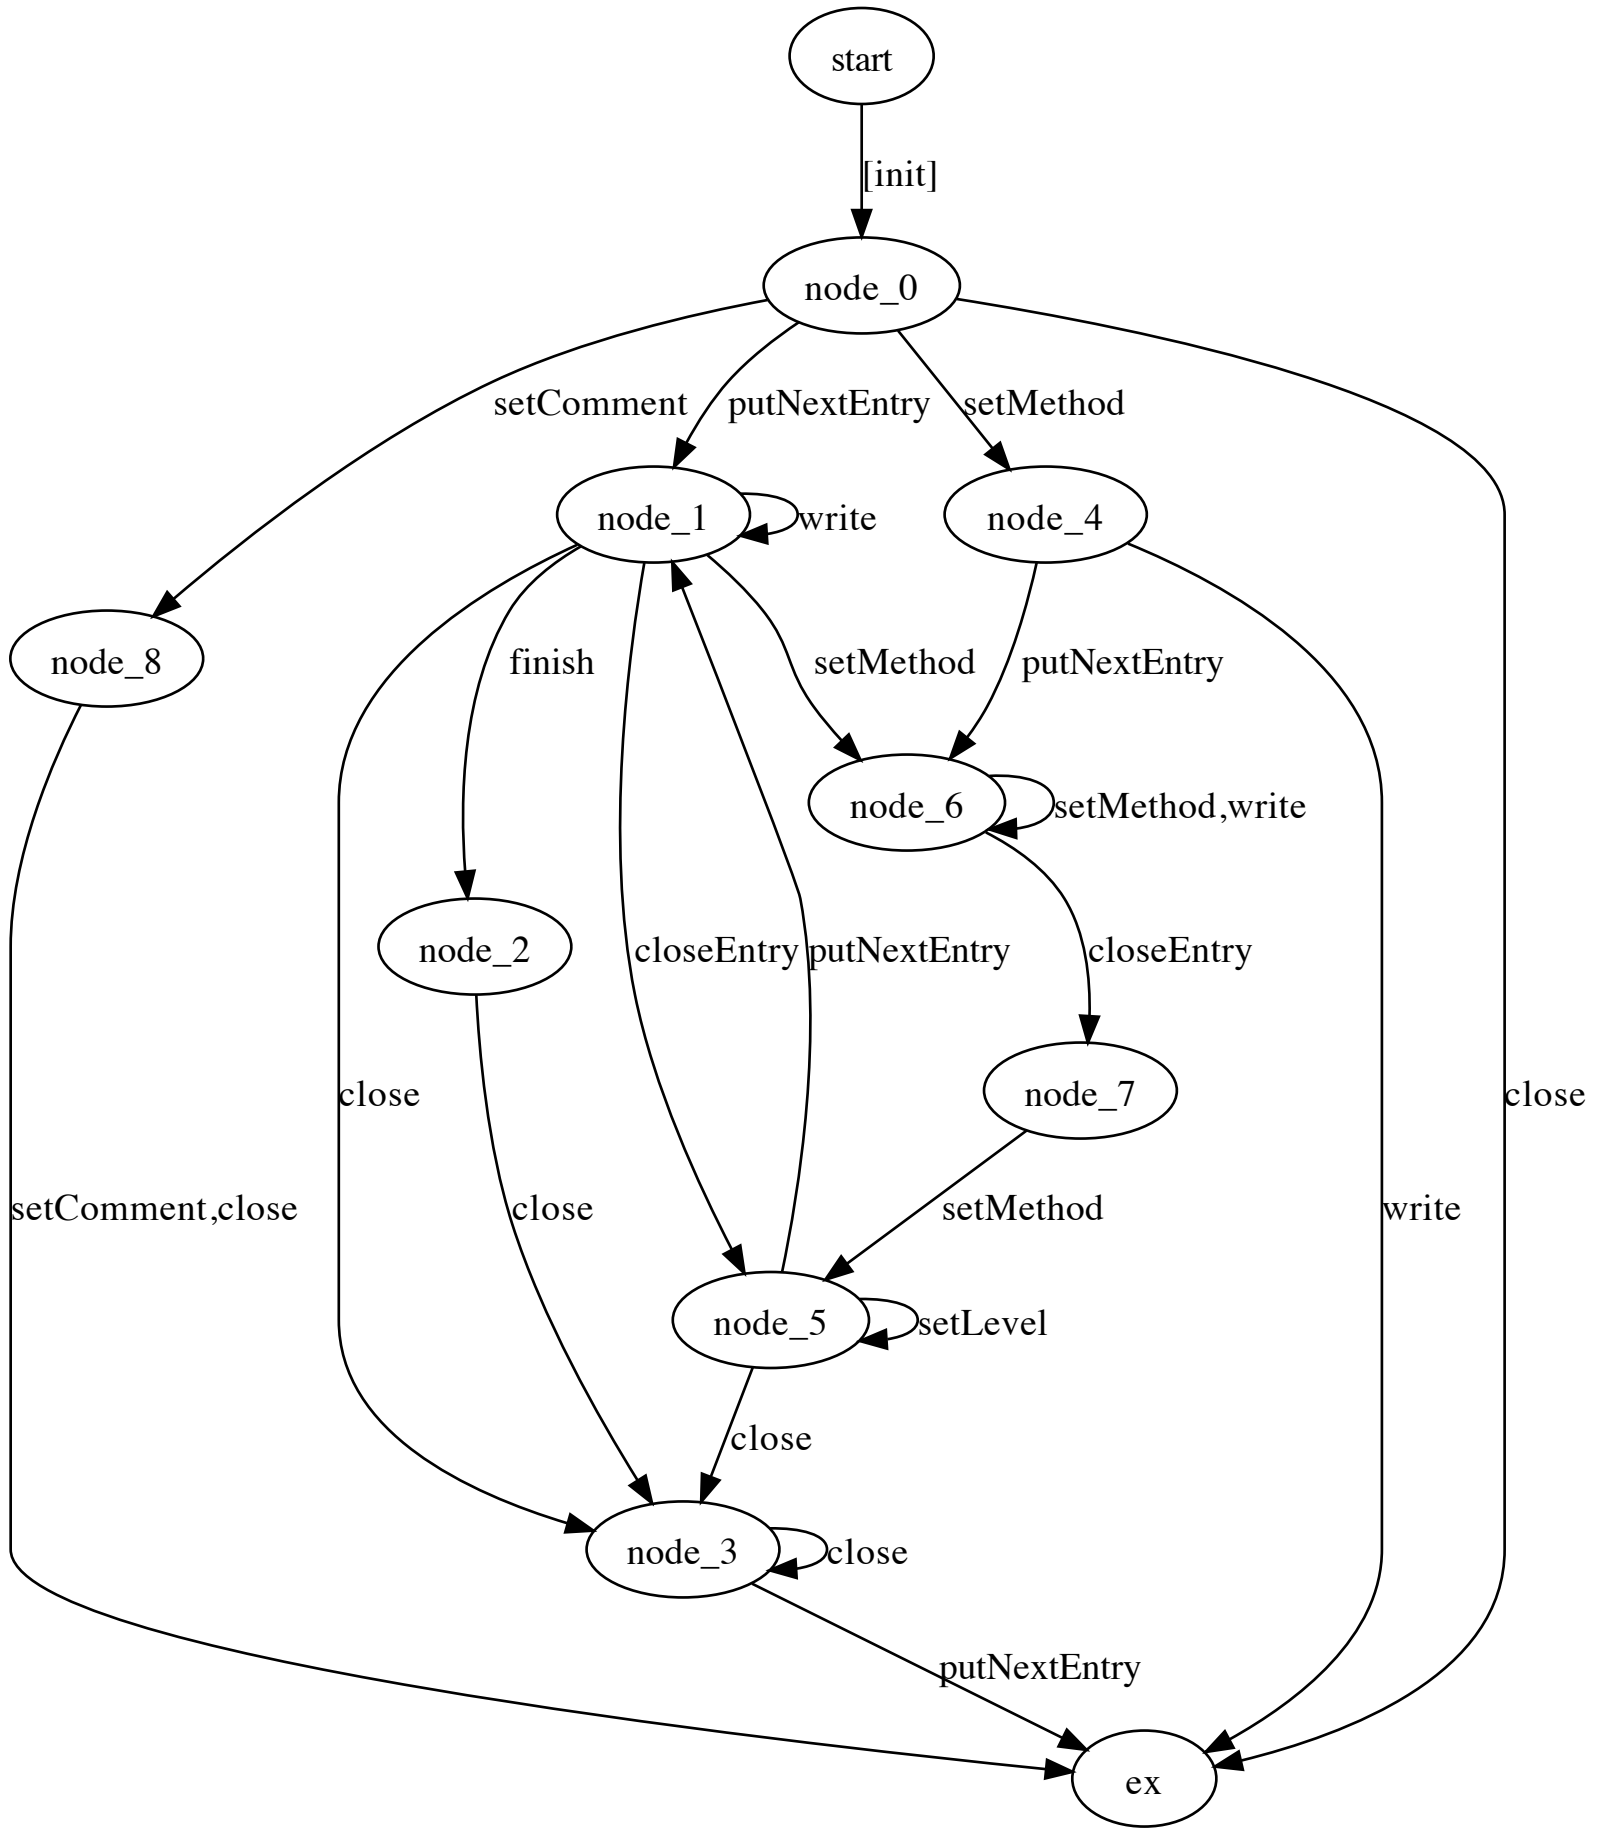 start
[init]
node_0
setComment
putNextEntry
setMethod
node_1
write
node_4
node_8
finish
setMethod
putNextEntry
node_6
setMethod,write
node_2
closeEntry
putNextEntry
closeEntry
close
node_7
close
setComment,close
close
setMethod
write
node_5
setLevel
close
node_3
close
putNextEntry
ex